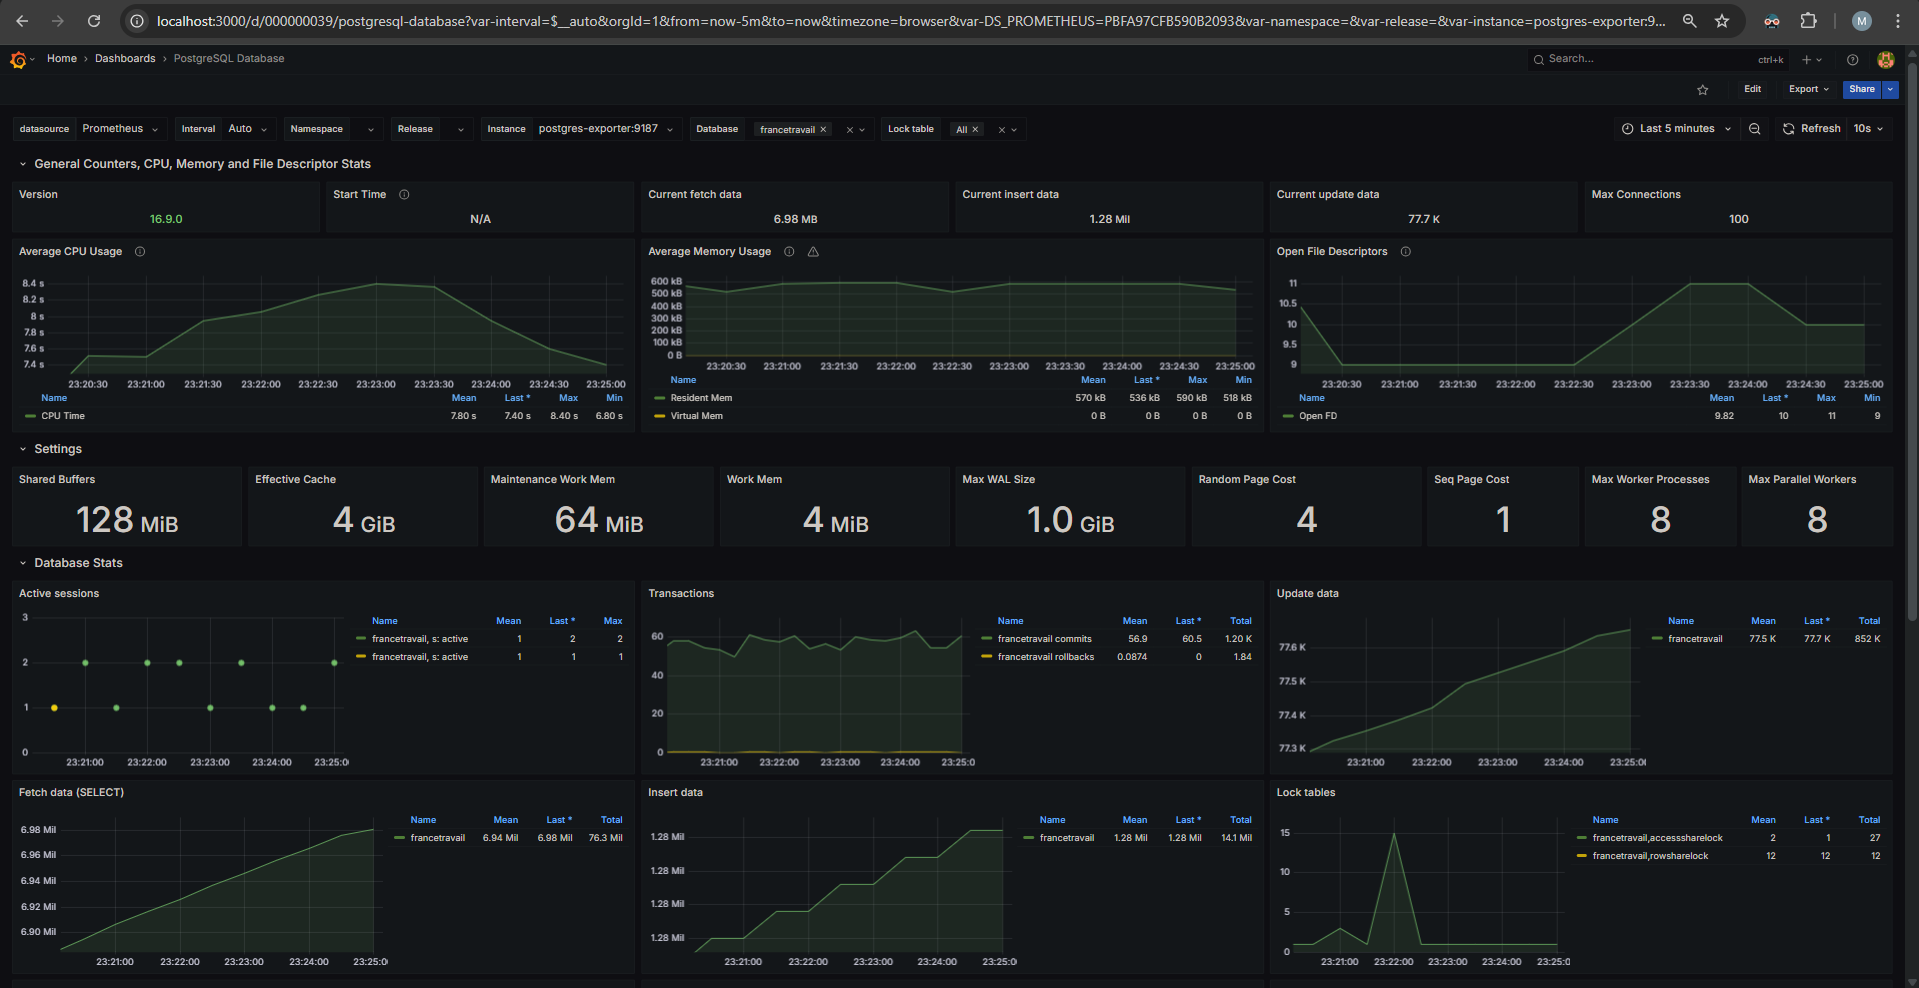 localhost:3000/d/000000039/postgresql-database?var-interval=$__auto&orgId=1&from=now-5m&to=now&timezone=browser&var-DS_PROMETHEUS=PBFA97CFB590B2093&var-namespace=&var-release=&var-instance=postgres-exporter:9... M
Home › Dashboards › PostgreSQL Database Search... ctrl+k
Edit Export Share
datasource Prometheus Interval Auto Namespace Release Instance postgres-exporter:9187 Database francetravail Lock table All Last 5 minutes Refresh 10s
General Counters, CPU, Memory and File Descriptor Stats
Version
16.9.0
Start Time
N/A
Current fetch data
6.98 MB
Current insert data
1.28 Mil
Current update data
77.7 K
Max Connections
100
Average CPU Usage
8.4 s
8.2 s
8 s
7.8 s
7.6 s
7.4 s
23:20:30 23:21:00 23:21:30 23:22:00 23:22:30 23:23:00 23:23:30 23:24:00 23:24:30 23:25:00
Name Mean Last * Max Min
CPU Time 7.80 s 7.40 s 8.40 s 6.80 s
Average Memory Usage
600 kB
500 kB
400 kB
300 kB
200 kB
100 kB
0 B
23:20:30 23:21:00 23:21:30 23:22:00 23:22:30 23:23:00 23:23:30 23:24:00 23:24:30 23:25:00
Name Mean Last * Max Min
Resident Mem 570 kB 536 kB 590 kB 518 kB
Virtual Mem 0 B 0 B 0 B 0 B
Open File Descriptors
11
10.5
10
9.5
9
23:20:30 23:21:00 23:21:30 23:22:00 23:22:30 23:23:00 23:23:30 23:24:00 23:24:30 23:25:00
Name Mean Last * Max Min
Open FD 9.82 10 11 9
Settings
Shared Buffers
128 MiB
Effective Cache
4 GiB
Maintenance Work Mem
64 MiB
Work Mem
4 MiB
Max WAL Size
1.0 GiB
Random Page Cost
4
Seq Page Cost
1
Max Worker Processes
8
Max Parallel Workers
8
Database Stats
Active sessions
3
2
1
0
23:21:00 23:22:00 23:23:00 23:24:00 23:25:0
Name Mean Last * Max
francetravail, s: active 1 2 2
francetravail, s: active 1 1 1
Transactions
60
40
20
0
23:21:00 23:22:00 23:23:00 23:24:00 23:25:0
Name Mean Last * Total
francetravail commits 56.9 60.5 1.20 K
francetravail rollbacks 0.0874 0 1.84
Update data
77.6 K
77.5 K
77.4 K
77.3 K
23:21:00 23:22:00 23:23:00 23:24:00 23:25:0
Name Mean Last * Total
francetravail 77.5 K 77.7 K 852 K
Fetch data (SELECT)
6.98 Mil
6.96 Mil
6.94 Mil
6.92 Mil
6.90 Mil
23:21:00 23:22:00 23:23:00 23:24:00 23:25:0
Name Mean Last * Total
francetravail 6.94 Mil 6.98 Mil 76.3 Mil
Insert data
1.28 Mil
1.28 Mil
1.28 Mil
1.28 Mil
23:21:00 23:22:00 23:23:00 23:24:00 23:25:0
Name Mean Last * Total
francetravail 1.28 Mil 1.28 Mil 14.1 Mil
Lock tables
15
10
5
0
23:21:00 23:22:00 23:23:00 23:24:00 23:25:0
Name Mean Last * Total
francetravail,accesssharelock 2 1 27
francetravail,rowsharelock 12 12 12